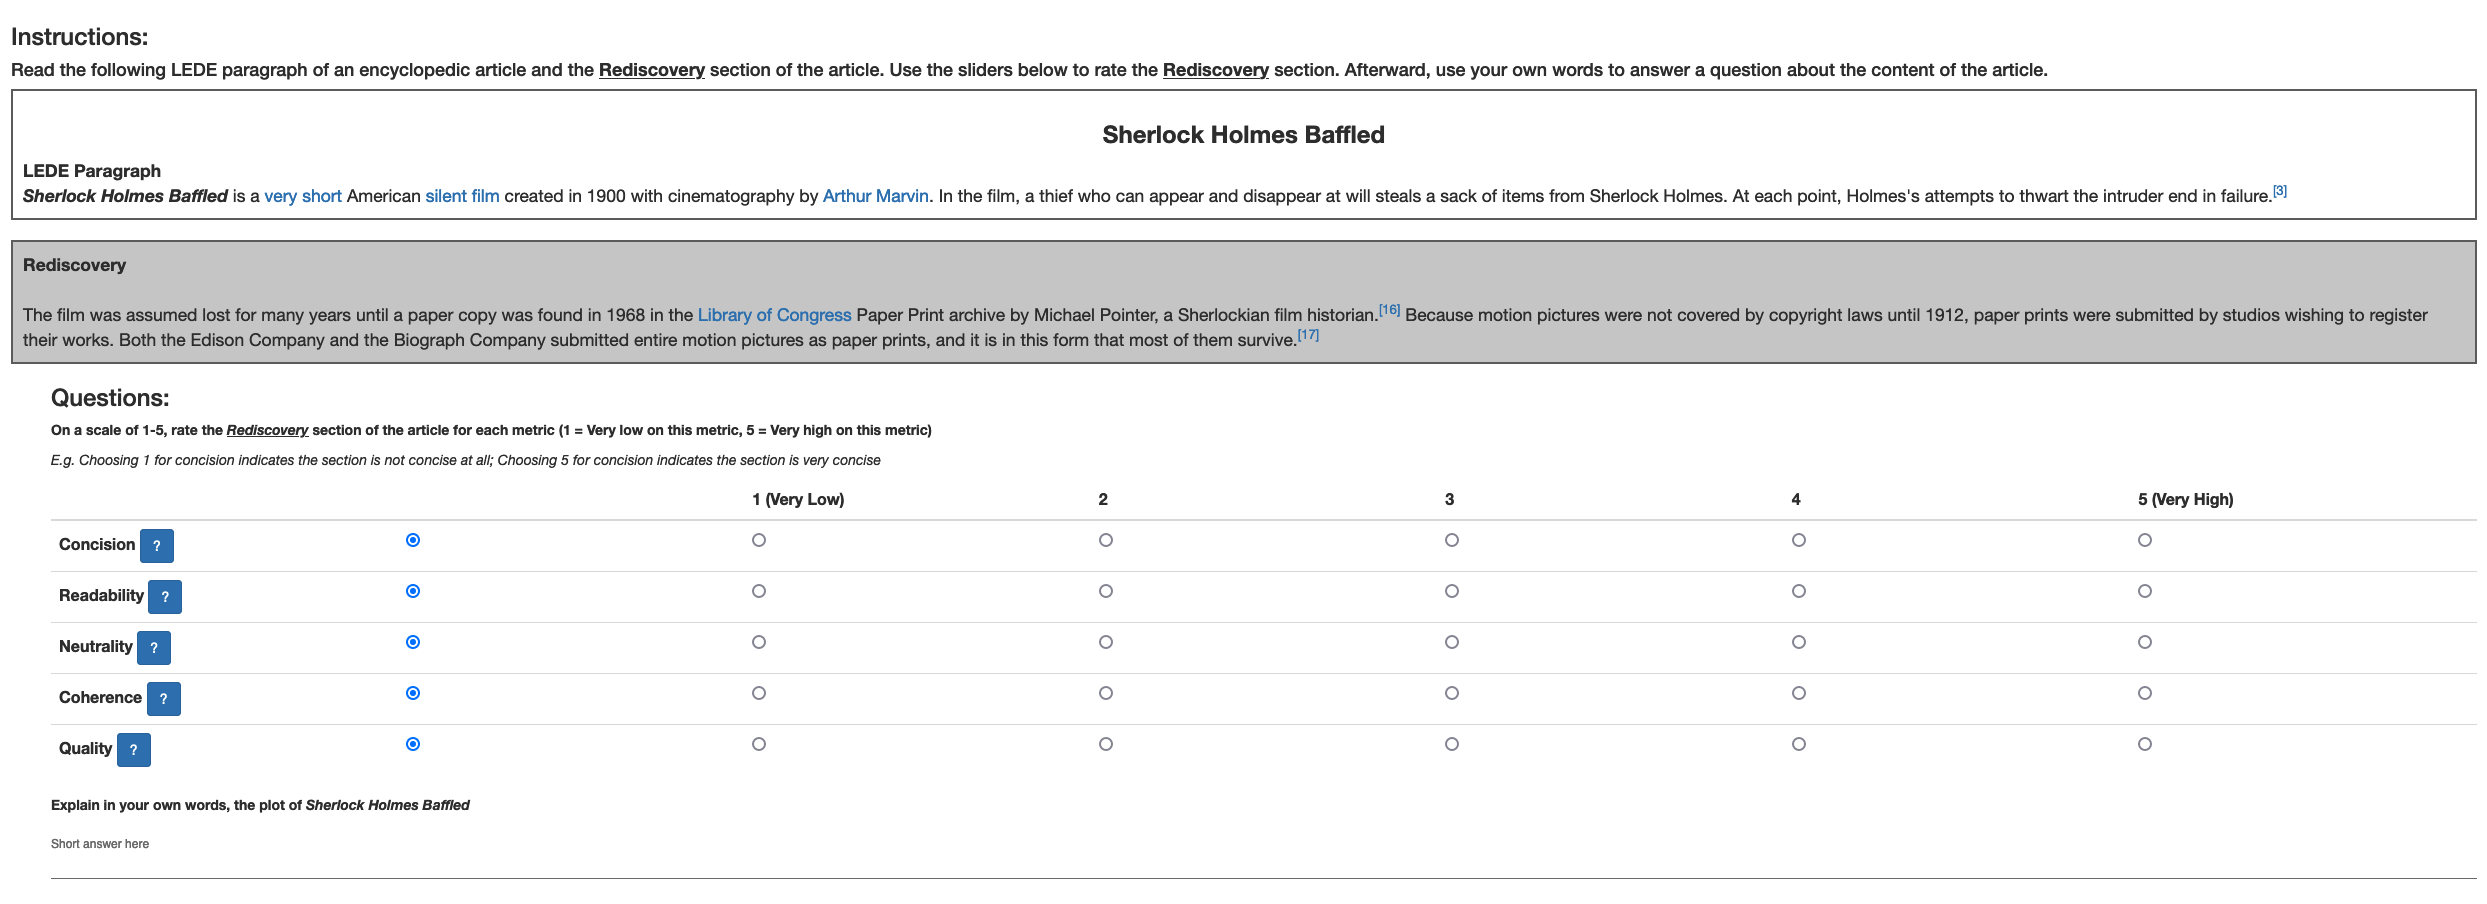 Instructions:
Read the following LEDE paragraph of an encyclopedic article and the Rediscovery section of the article. Use the sliders below to rate the Rediscovery section. Afterward, use your own words to answer a question about the content of the article.
Sherlock Holmes Baffled
LEDE Paragraph
Sherlock Holmes Baffled is a very short American silent film created in 1900 with cinematography by Arthur Marvin. In the film, a thief who can appear and disappear at will steals a sack of items from Sherlock Holmes. At each point, Holmes's attempts to thwart the intruder end in failure.[3]
Rediscovery
The film was assumed lost for many years until a paper copy was found in 1968 in the Library of Congress Paper Print archive by Michael Pointer, a Sherlockian film historian.[16] Because motion pictures were not covered by copyright laws until 1912, paper prints were submitted by studios wishing to register
their works. Both the Edison Company and the Biograph Company submitted entire motion pictures as paper prints, and it is in this form that most of them survive.[17]
Questions:
On a scale of 1-5, rate the Rediscovery section of the article for each metric (1 = Very low on this metric, 5 = Very high on this metric)
E.g. Choosing 1 for concision indicates the section is not concise at all; Choosing 5 for concision indicates the section is very concise
1 (Very Low) 2 3 4 5 (Very High)
Concision ?
Readability ?
Neutrality ?
Coherence ?
Quality ?
Explain in your own words, the plot of Sherlock Holmes Baffled
Short answer here